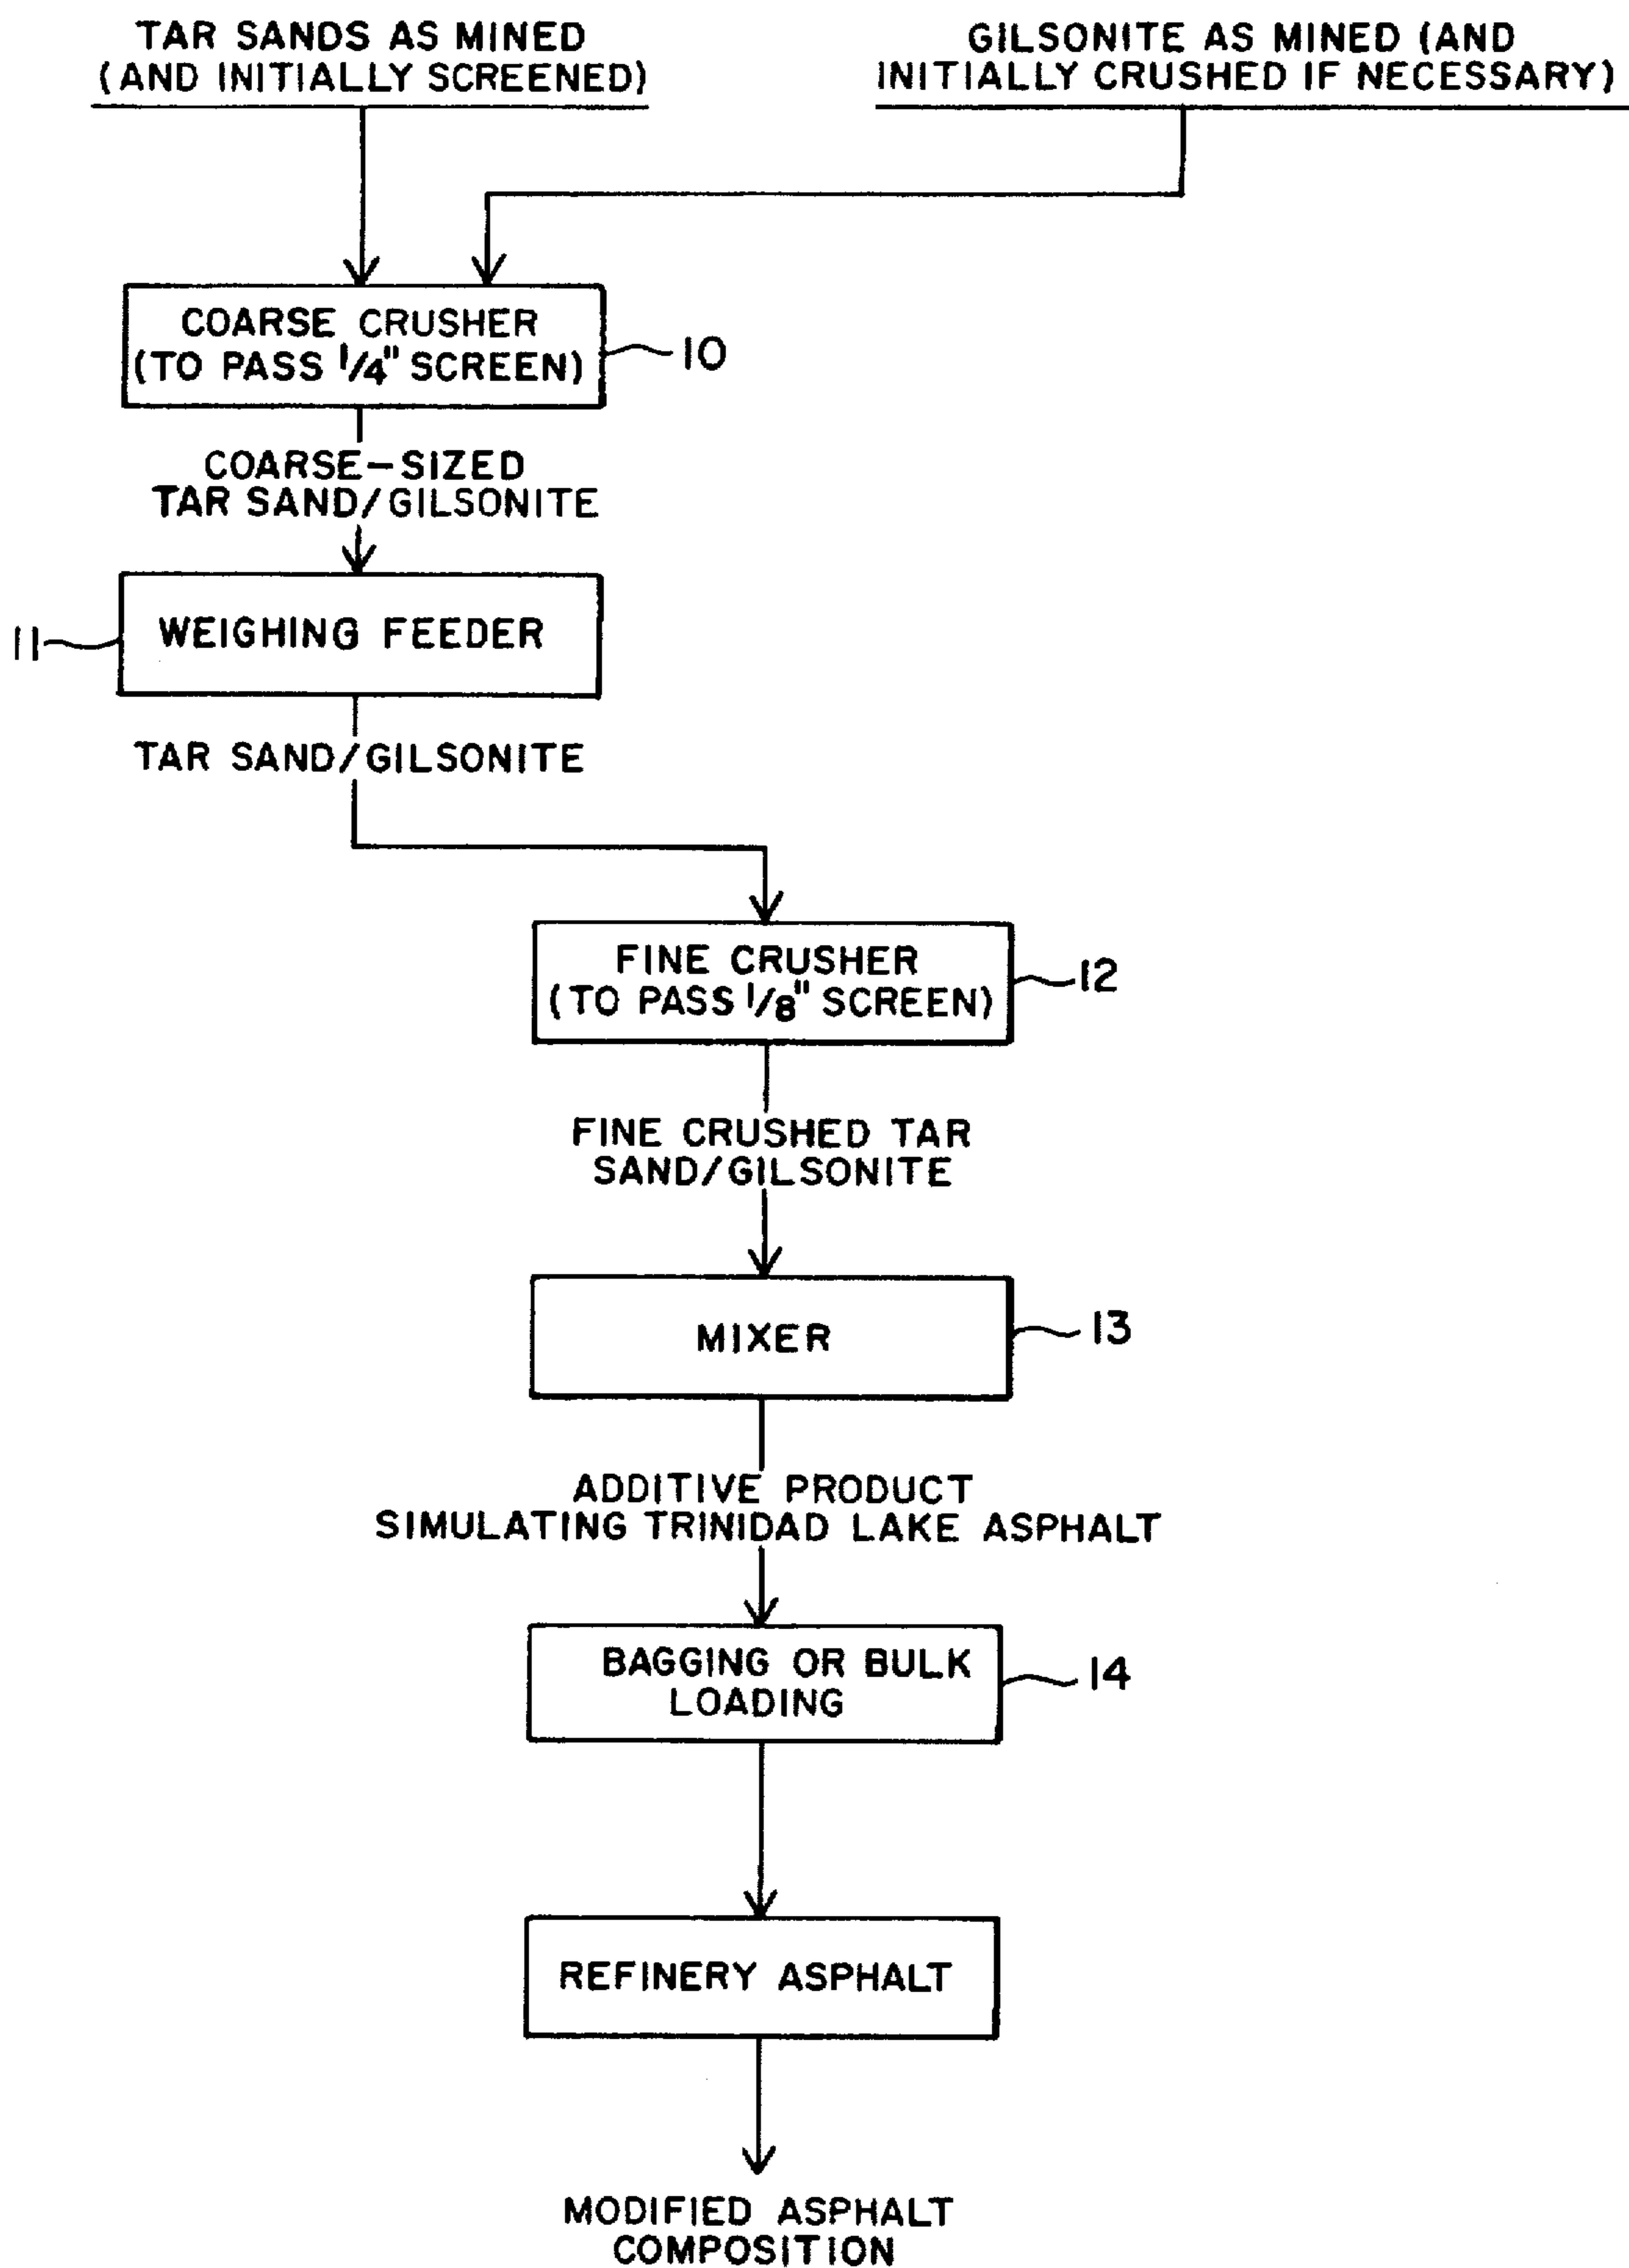 TAR SANDS AS MINED
(AND INITIALLY SCREENED)
GILSONITE AS MINED (AND
INITIALLY CRUSHED IF NECESSARY)
COARSE CRUSHER
(TO PASS 1/4" SCREEN)
10
COARSE-SIZED
TAR SAND/GILSONITE
11
WEIGHING FEEDER
TAR SAND/GILSONITE
FINE CRUSHER
(TO PASS 1/8" SCREEN)
12
FINE CRUSHED TAR
SAND/GILSONITE
MIXER
13
ADDITIVE PRODUCT
SIMULATING TRINIDAD LAKE ASPHALT
BAGGING OR BULK
LOADING
14
REFINERY ASPHALT
MODIFIED ASPHALT
COMPOSITION